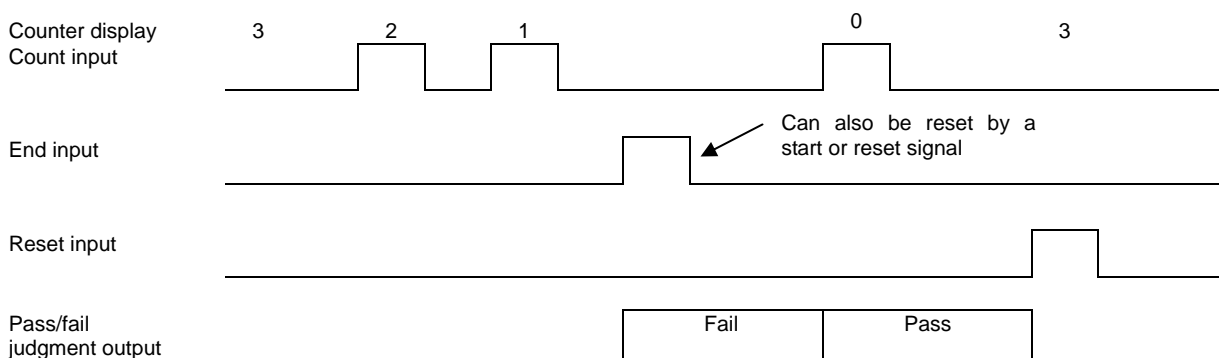 Counter display 3 2 1 0 3
Count input
Can also be reset by a
start or reset signal
End input
Reset input
Pass/fail
judgment output
Fail Pass